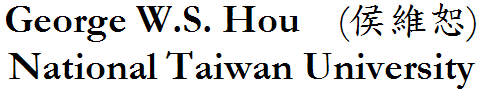 George W.S. Hou (侯維恕)
National Taiwan University